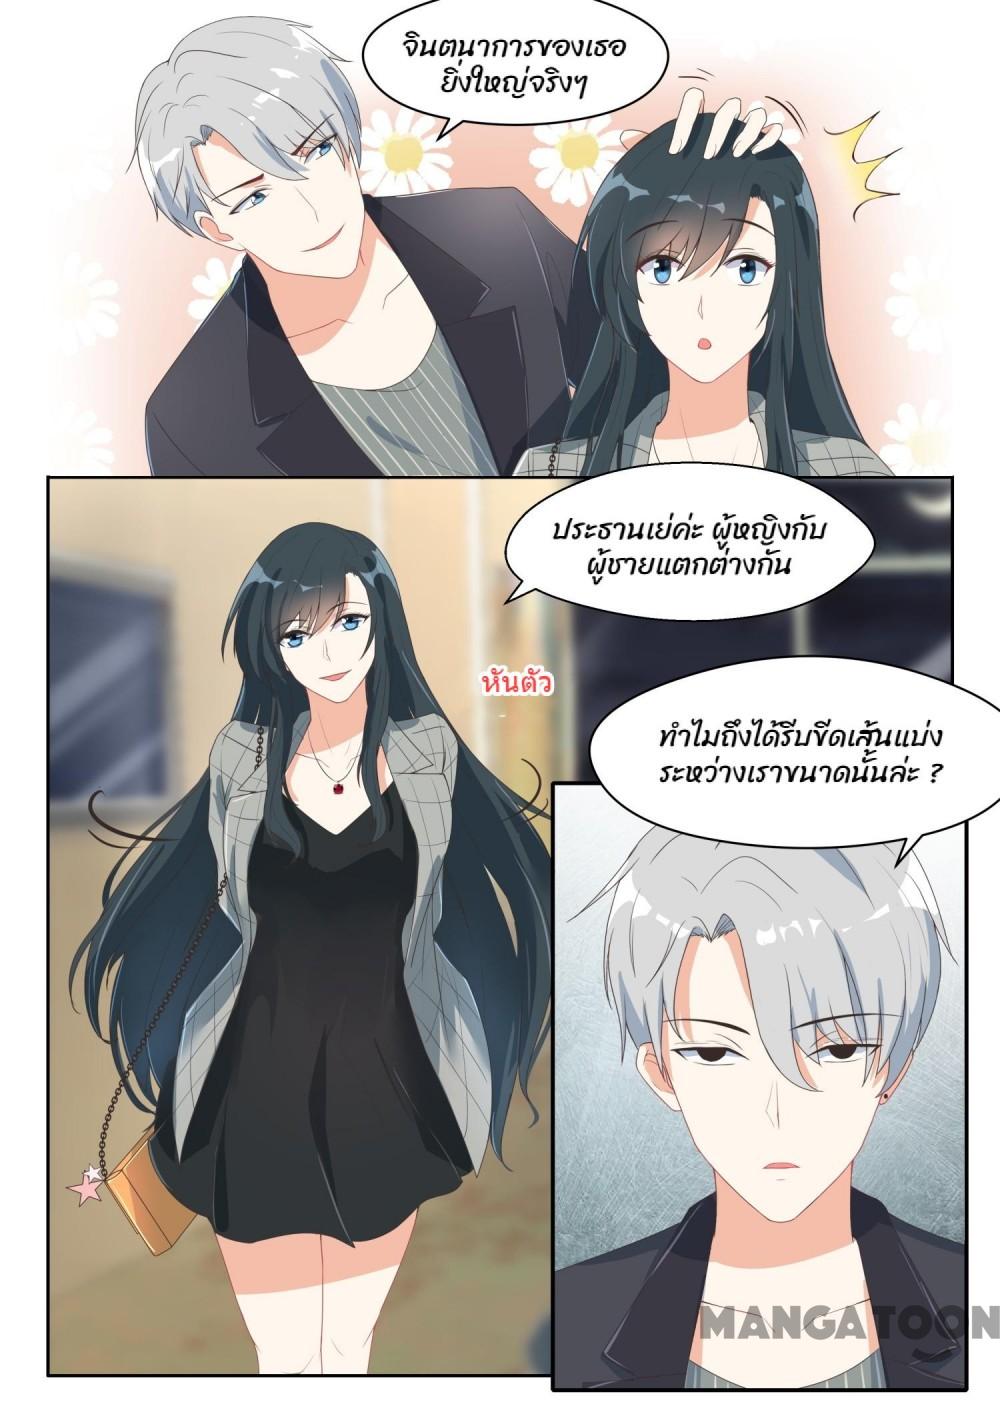 จินตนาการของเธอ
ยิ่งใหญ่จริงๆ
ประธานเย่ค่ะ ผู้หญิงกับ
ผู้ชายแตกต่างกัน
หันตัว
ทำไมถึงได้รีบขีดเส้นแบ่ง
ระหว่างเราขนาดนั้นล่ะ ?
MANGATOON